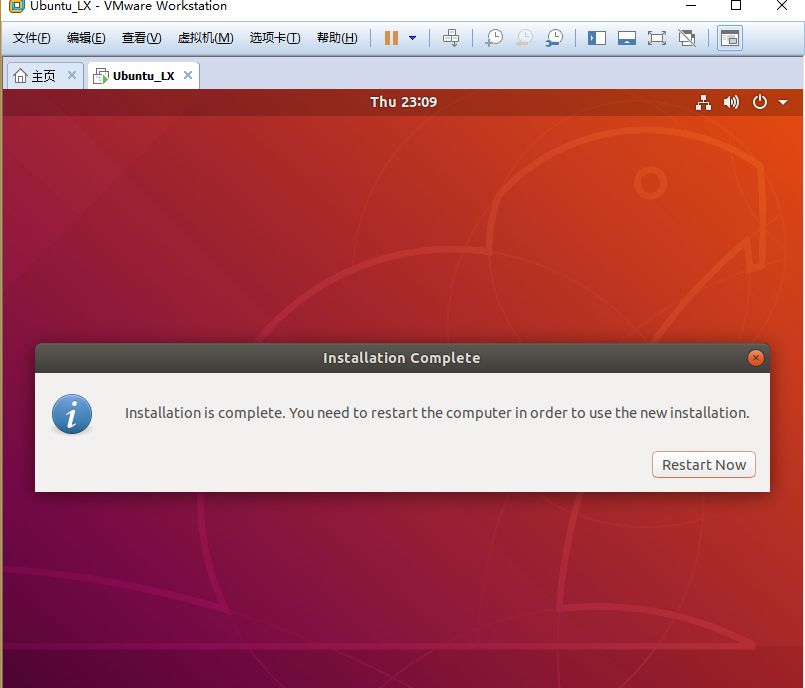 Ubuntu_LX - VMware Workstation
文件(F) 编辑(E) 查看(V) 虚拟机(M) 选项卡(T) 帮助(H)
主页 Ubuntu_LX
Thu 23:09
Installation Complete
Installation is complete. You need to restart the computer in order to use the new installation.
Restart Now